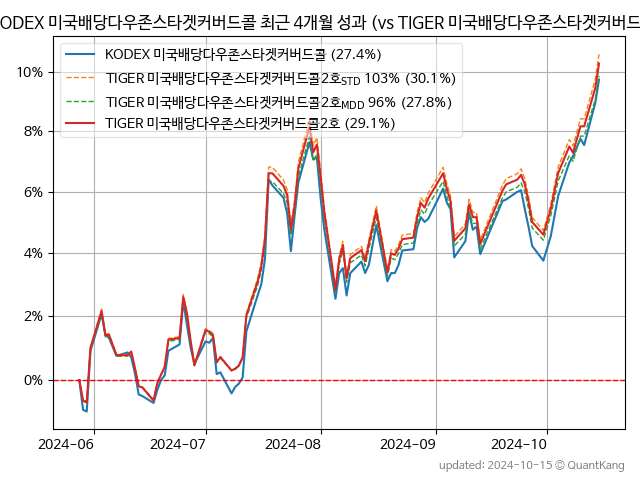 ODEX 미국배당다우존스타겟커버드콜 최근 4개월 성과 (vs TIGER 미국배당다우존스타겟커버드
KODEX 미국배당다우존스타겟커버드콜 (27.4%)
TIGER 미국배당다우존스타겟커버드콜2호STD 103% (30.1%)
TIGER 미국배당다우존스타겟커버드콜2호MDD 96% (27.8%)
TIGER 미국배당다우존스타겟커버드콜2호 (29.1%)
10%
8%
6%
4%
2%
0%
2024-06 2024-07 2024-08 2024-09 2024-10
updated: 2024-10-15 © QuantKang